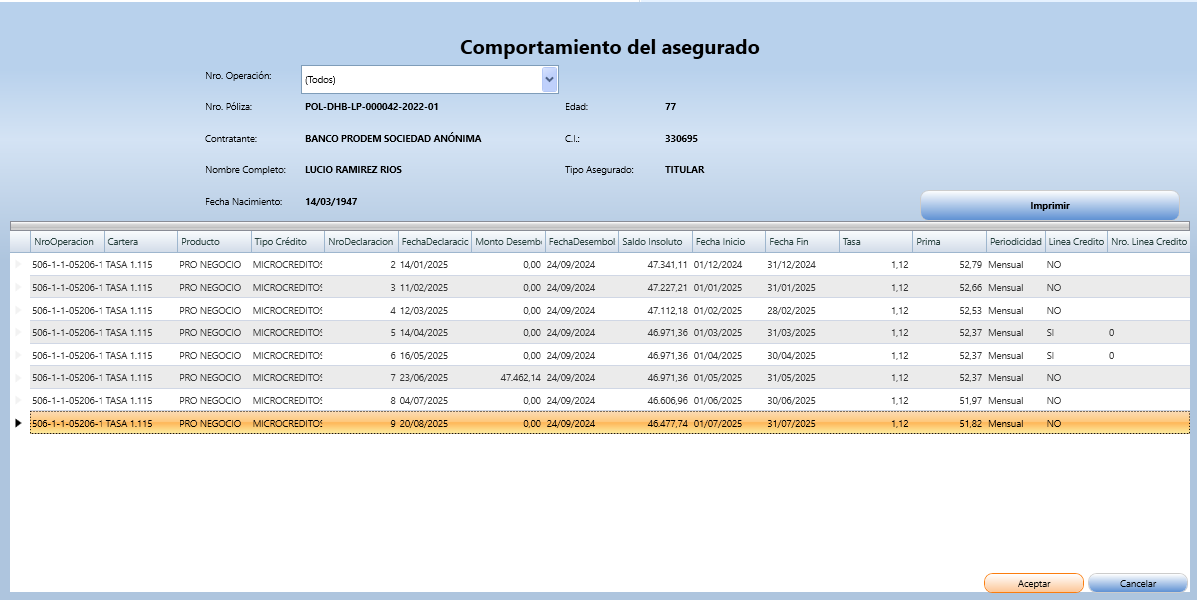 Comportamiento del asegurado
Nro. Operación: (Todos)
Nro. Póliza: POL-DHB-LP-000042-2022-01 Edad: 77
Contratante: BANCO PRODEM SOCIEDAD ANÓNIMA C.I.: 330695
Nombre Completo: LUCIO RAMIREZ RIOS Tipo Asegurado: TITULAR
Fecha Nacimiento: 14/03/1947
Imprimir
NroOperacion Cartera Producto Tipo Crédito NroDeclaracion FechaDeclaracic Monto Desemb FechaDesembol Saldo Insoluto Fecha Inicio Fecha Fin Tasa Prima Periodicidad Linea Credito Nro. Linea Credito
506-1-1-05206-1 TASA 1.115 PRO NEGOCIO MICROCREDITOS 2 14/01/2025 0,00 24/09/2024 47.341,11 01/12/2024 31/12/2024 1,12 52,79 Mensual NO
506-1-1-05206-1 TASA 1.115 PRO NEGOCIO MICROCREDITOS 3 11/02/2025 0,00 24/09/2024 47.227,21 01/01/2025 31/01/2025 1,12 52,66 Mensual NO
506-1-1-05206-1 TASA 1.115 PRO NEGOCIO MICROCREDITOS 4 12/03/2025 0,00 24/09/2024 47.112,18 01/02/2025 28/02/2025 1,12 52,53 Mensual NO
506-1-1-05206-1 TASA 1.115 PRO NEGOCIO MICROCREDITOS 5 14/04/2025 0,00 24/09/2024 46.971,36 01/03/2025 31/03/2025 1,12 52,37 Mensual SI 0
506-1-1-05206-1 TASA 1.115 PRO NEGOCIO MICROCREDITOS 6 16/05/2025 0,00 24/09/2024 46.971,36 01/04/2025 30/04/2025 1,12 52,37 Mensual SI 0
506-1-1-05206-1 TASA 1.115 PRO NEGOCIO MICROCREDITOS 7 23/06/2025 47.462,14 24/09/2024 46.971,36 01/05/2025 31/05/2025 1,12 52,37 Mensual NO
506-1-1-05206-1 TASA 1.115 PRO NEGOCIO MICROCREDITOS 8 04/07/2025 0,00 24/09/2024 46.606,96 01/06/2025 30/06/2025 1,12 51,97 Mensual NO
506-1-1-05206-1 TASA 1.115 PRO NEGOCIO MICROCREDITOS 9 20/08/2025 0,00 24/09/2024 46.477,74 01/07/2025 31/07/2025 1,12 51,82 Mensual NO
Aceptar Cancelar